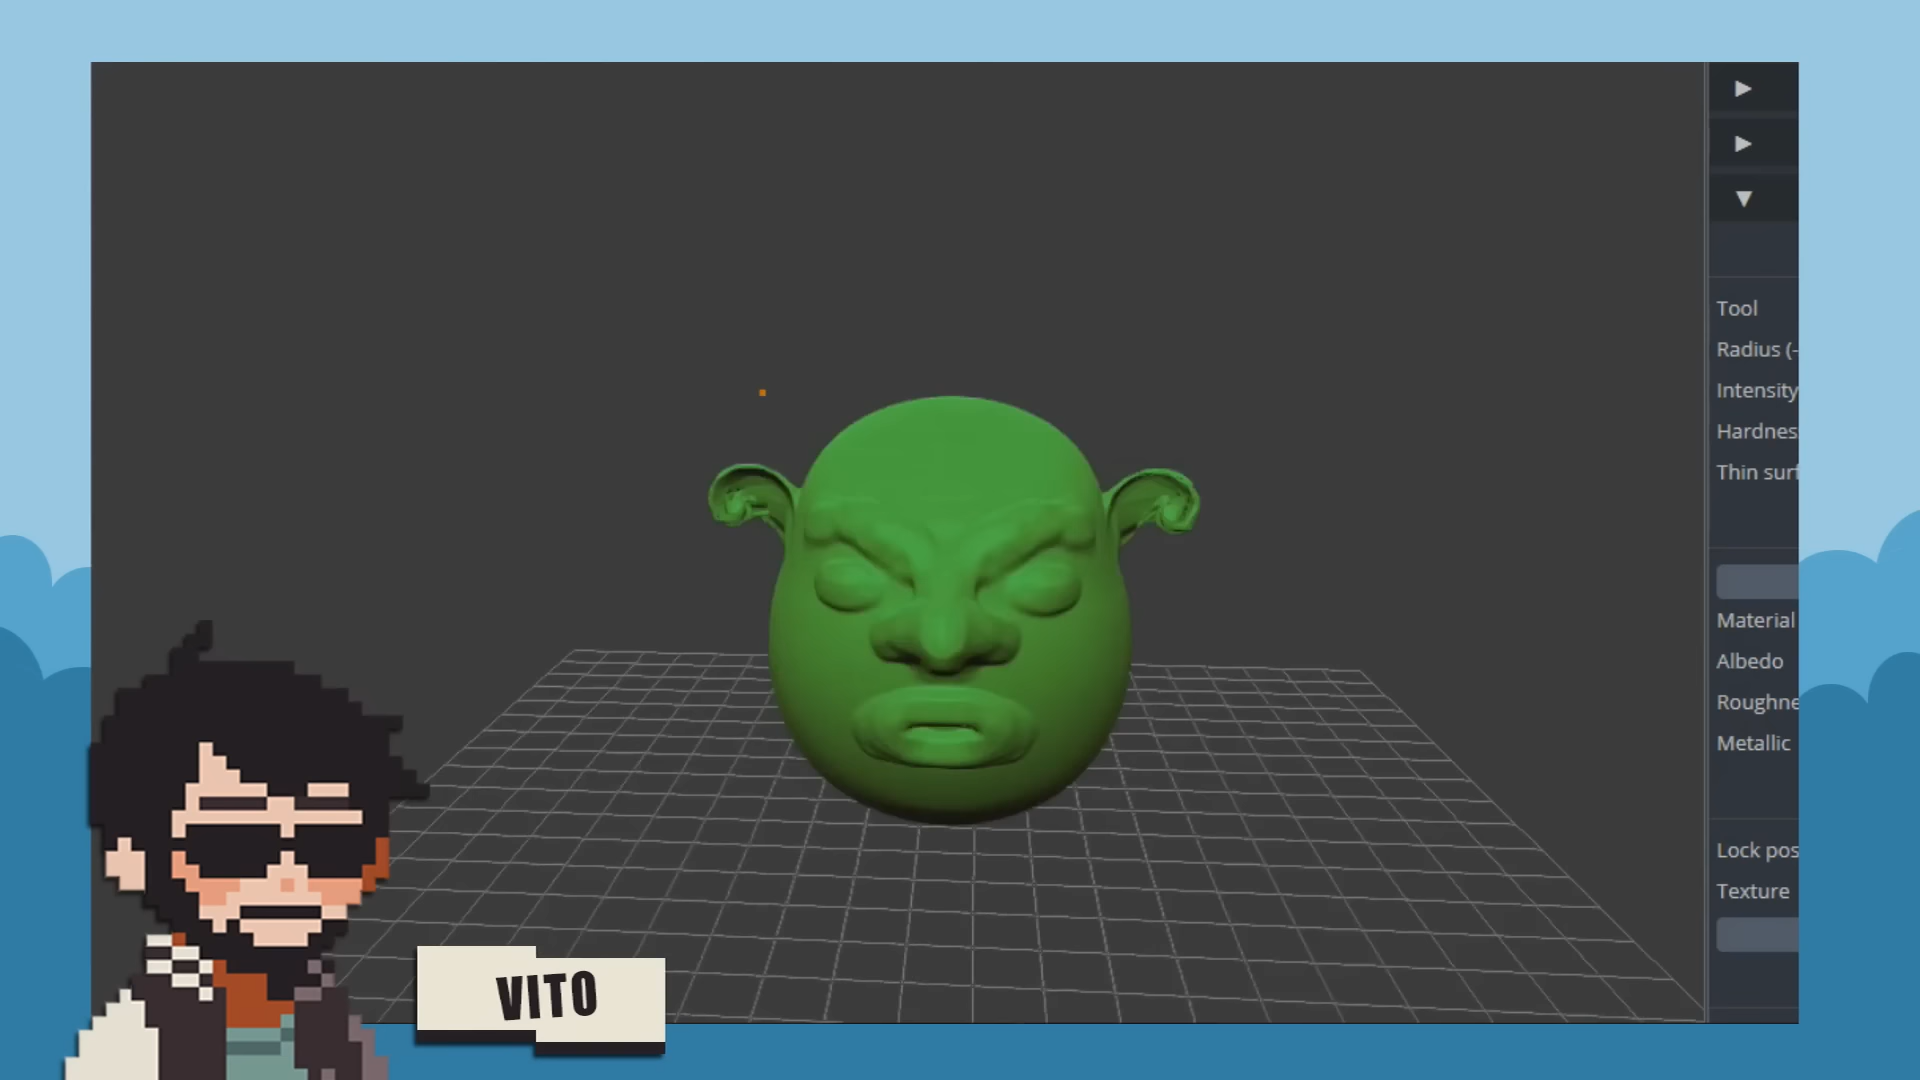 Tool
Radius (-
Intensity
Hardnes
Thin surf
Material
Albedo
Roughne
Metallic
Lock pos
Texture
VITO